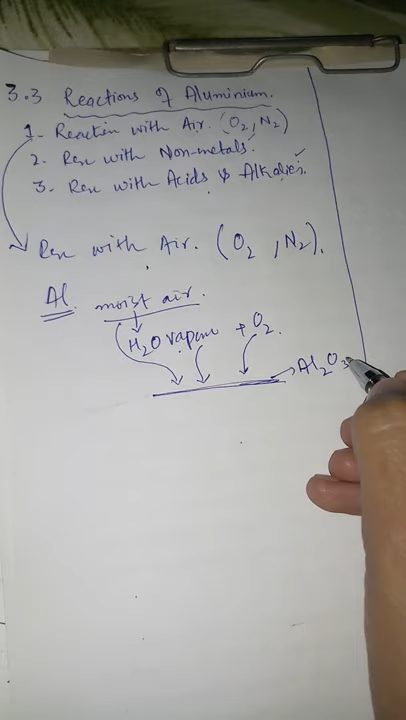 3.3 Reactions of Aluminium.
1- Reaction with Air. (O2, N2)
2. Rxn with Non-metals.
3. Rxn with Acids & Alkalies.
Rxn with Air. (O2, N2).
Al. moist air.
H2O vapour + O2.
Al2O3